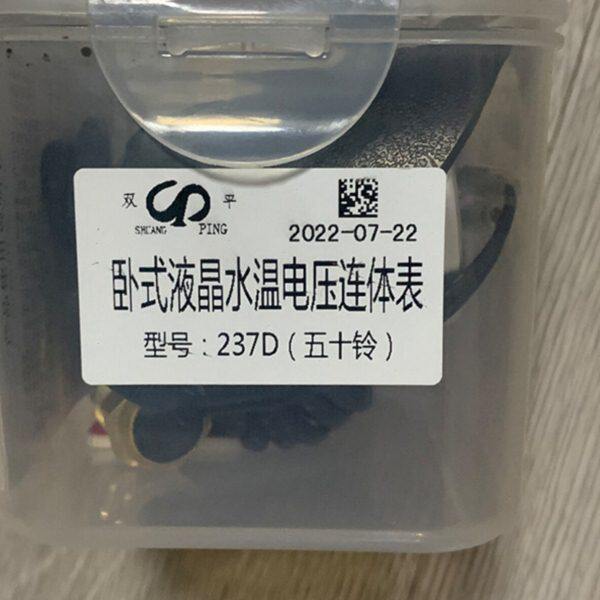 双 平
SHUANG PING
2022-07-22
卧式液晶水温电压连体表
型号：237D（五十铃）